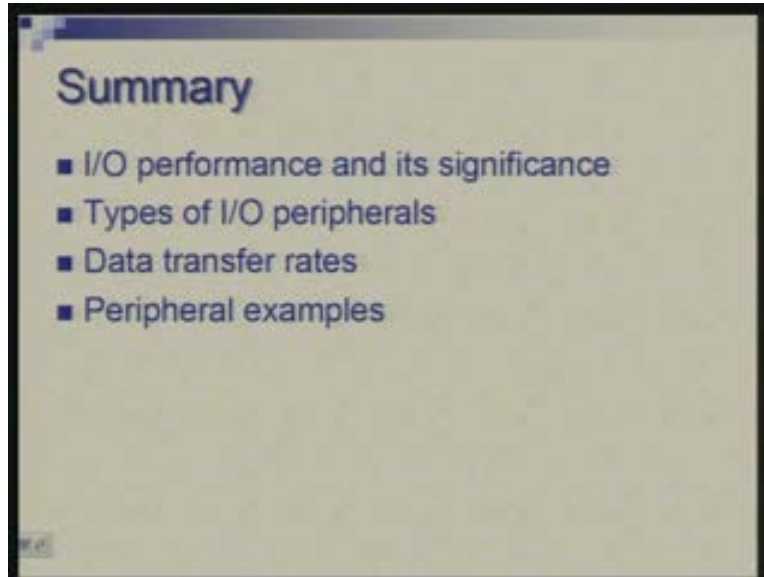 Summary
I/O performance and its significance
Types of I/O peripherals
Data transfer rates
Peripheral examples